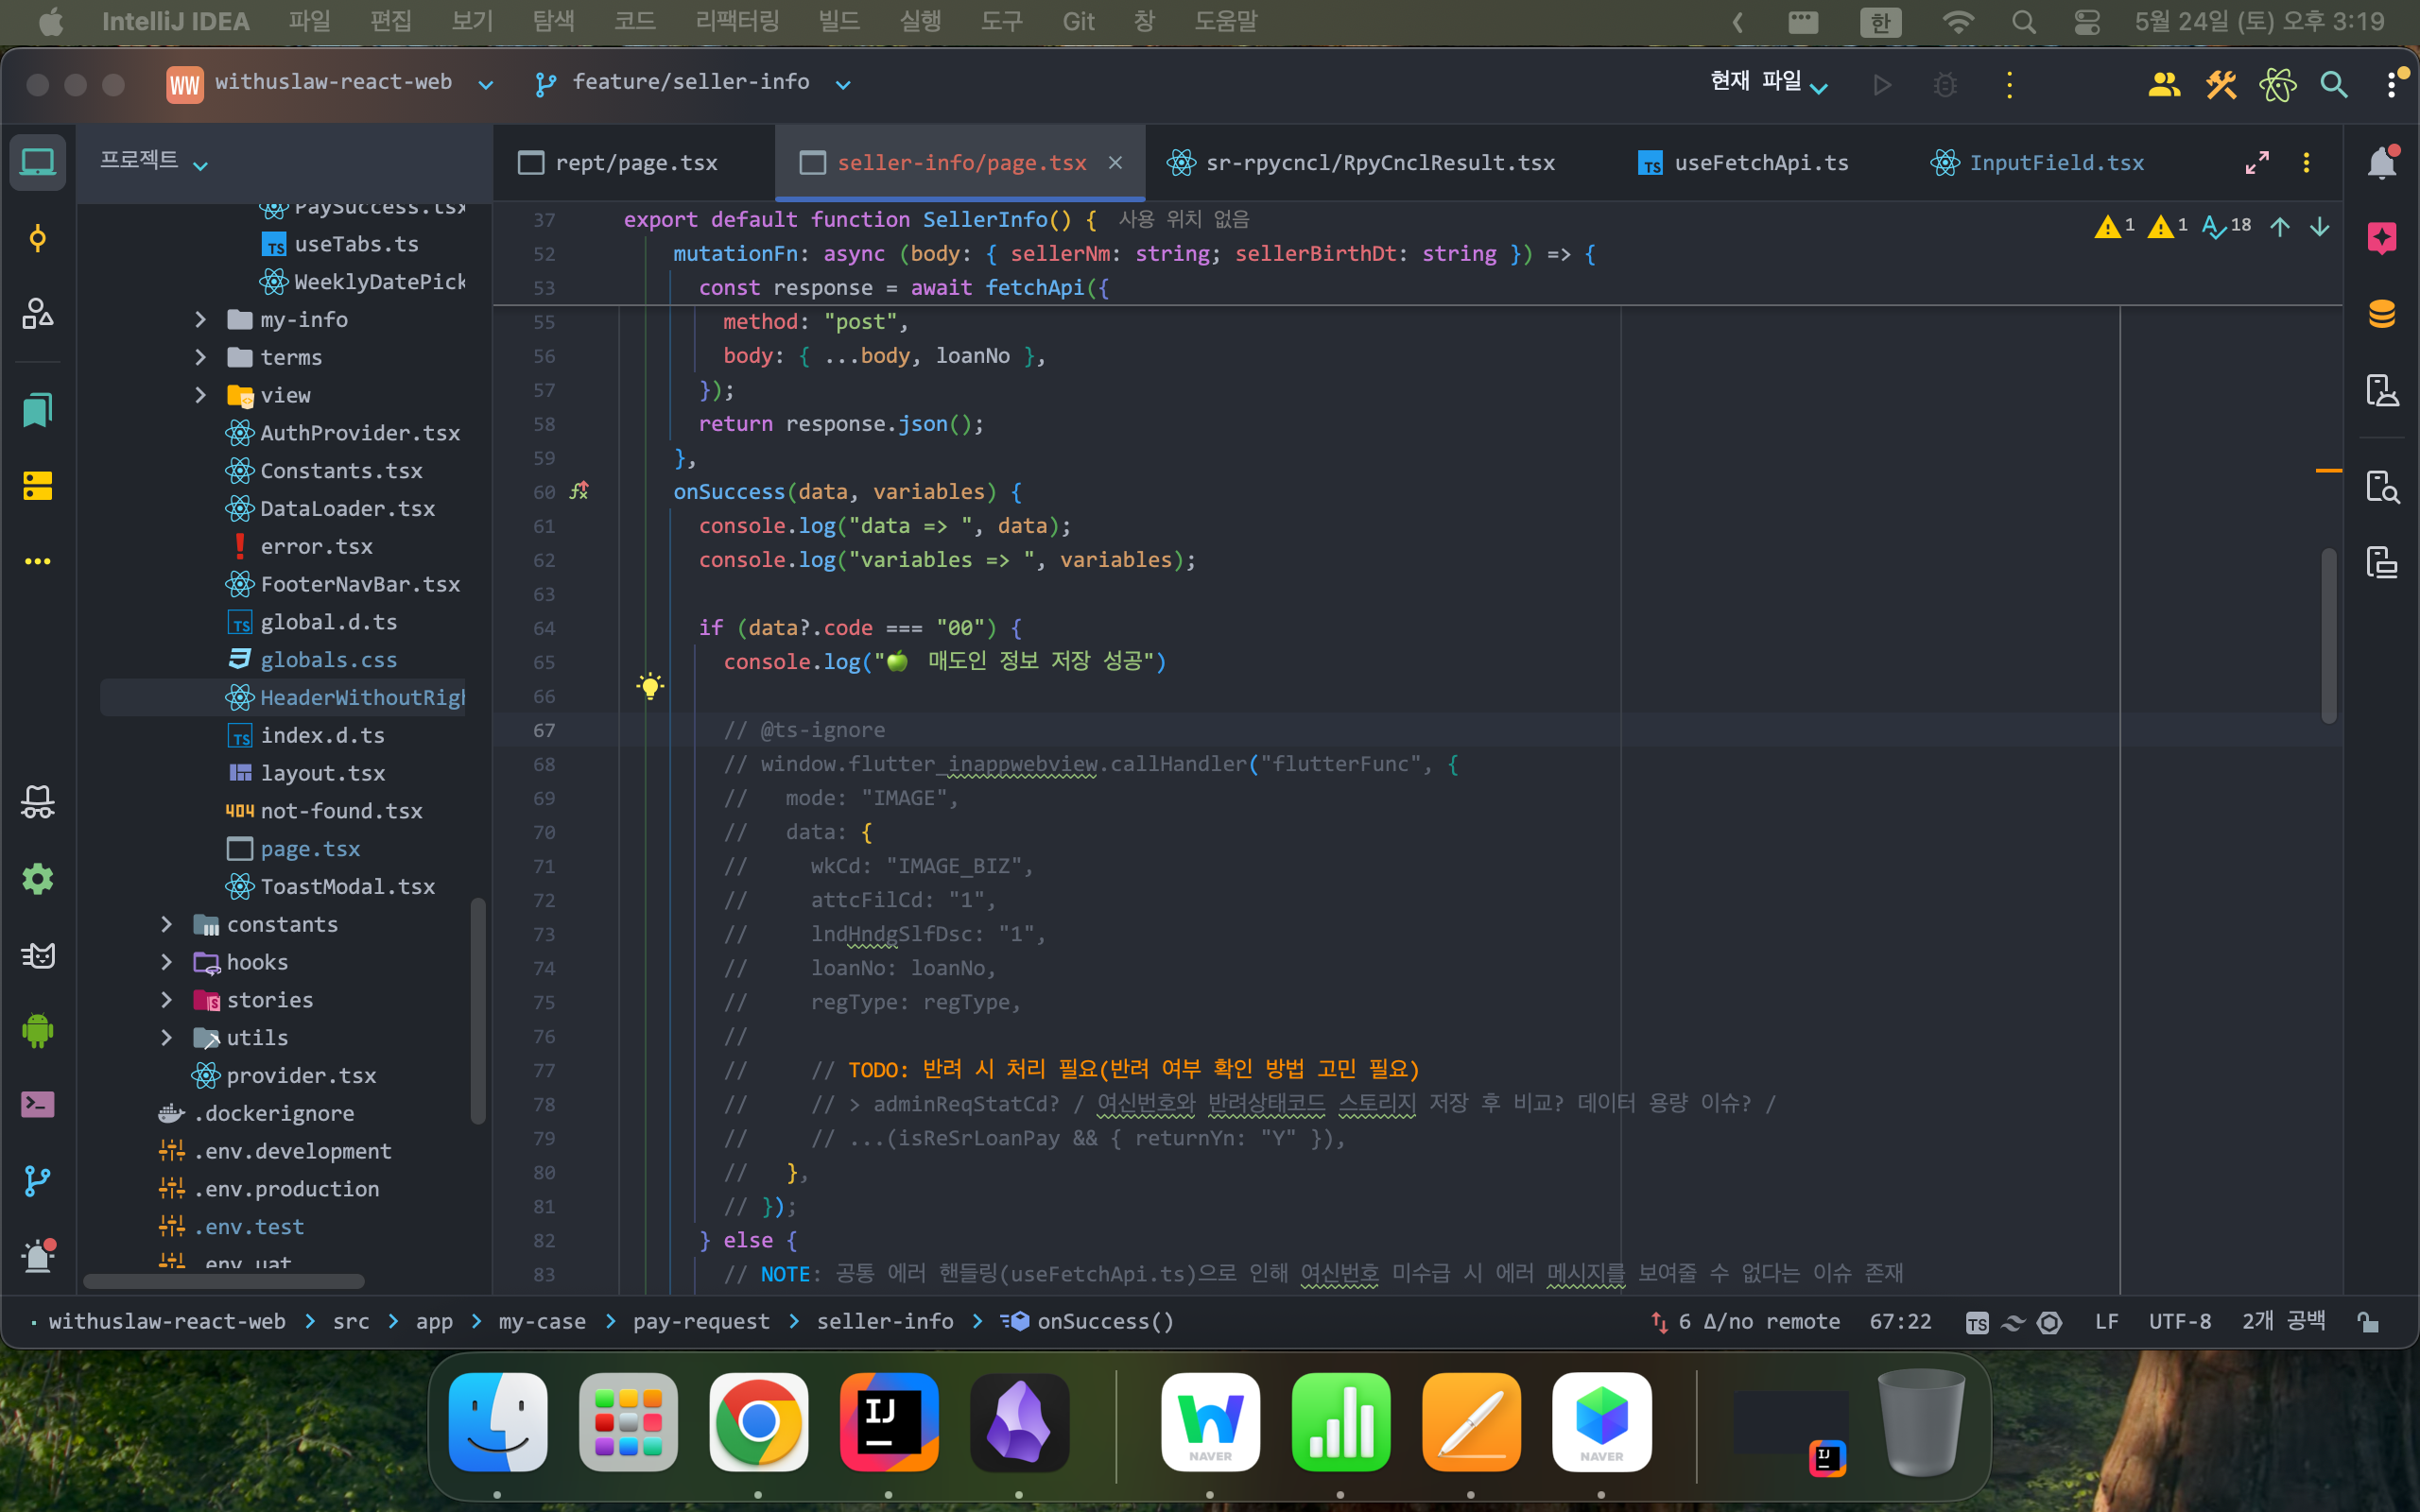 IntelliJ IDEA 파일 편집 보기 탐색 코드 리팩터링 빌드 실행 도구 Git 창 도움말 한 5월 24일 (토) 오후 3:19
WW withuslaw-react-web feature/seller-info 현재 파일
프로젝트
rept/page.tsx seller-info/page.tsx sr-rpycncl/RpyCnclResult.tsx TS useFetchApi.ts InputField.tsx
PaySuccess.tsx
TS useTabs.ts
WeeklyDatePick
my-info
terms
view
AuthProvider.tsx
Constants.tsx
DataLoader.tsx
error.tsx
FooterNavBar.tsx
TS global.d.ts
globals.css
HeaderWithoutRigh
TS index.d.ts
layout.tsx
404 not-found.tsx
page.tsx
ToastModal.tsx
constants
hooks
stories
utils
provider.tsx
.dockerignore
.env.development
.env.production
.env.test
.env.uat
37 export default function SellerInfo() { 사용 위치 없음
1 1 18
52 mutationFn: async (body: { sellerNm: string; sellerBirthDt: string }) => {
53 const response = await fetchApi({
55 method: "post",
56 body: { ...body, loanNo },
57 });
58 return response.json();
59 },
60 onSuccess(data, variables) {
61 console.log("data => ", data);
62 console.log("variables => ", variables);
63
64 if (data?.code === "00") {
65 console.log("🍏 매도인 정보 저장 성공")
66
67 // @ts-ignore
68 // window.flutter_inappwebview.callHandler("flutterFunc", {
69 // mode: "IMAGE",
70 // data: {
71 // wkCd: "IMAGE_BIZ",
72 // attcFilCd: "1",
73 // lndHndgSlfDsc: "1",
74 // loanNo: loanNo,
75 // regType: regType,
76 //
77 // // TODO: 반려 시 처리 필요(반려 여부 확인 방법 고민 필요)
78 // // > adminReqStatCd? / 여신번호와 반려상태코드 스토리지 저장 후 비교? 데이터 용량 이슈? /
79 // // ...(isReSrLoanPay && { returnYn: "Y" }),
80 // },
81 // });
82 } else {
83 // NOTE: 공통 에러 핸들링(useFetchApi.ts)으로 인해 여신번호 미수급 시 에러 메시지를 보여줄 수 없다는 이슈 존재
withuslaw-react-web > src > app > my-case > pay-request > seller-info > onSuccess() 6 Δ/no remote 67:22 TS LF UTF-8 2개 공백
IJ
NAVER
NAVER
IJ